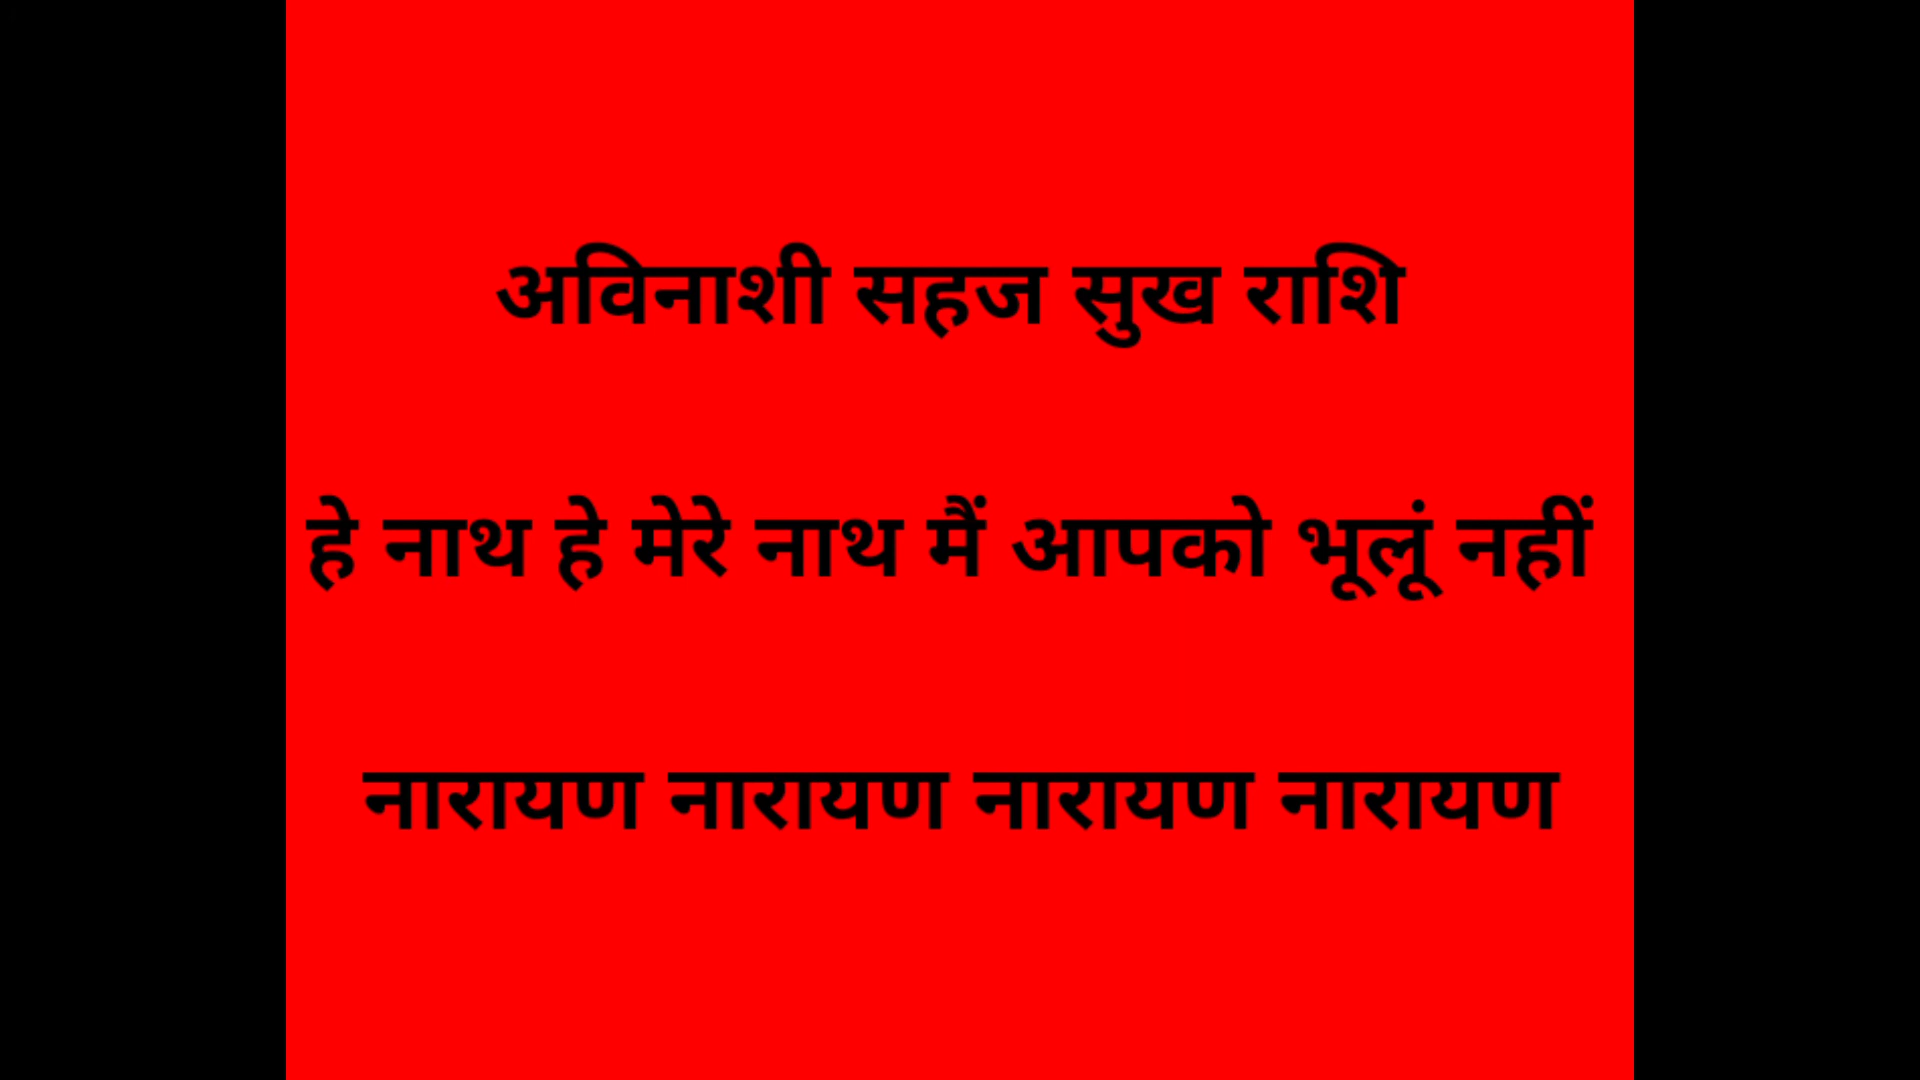 अविनाशी सहज सुख राशि
हे नाथ हे मेरे नाथ मैं आपको भूलूं नहीं
नारायण नारायण नारायण नारायण